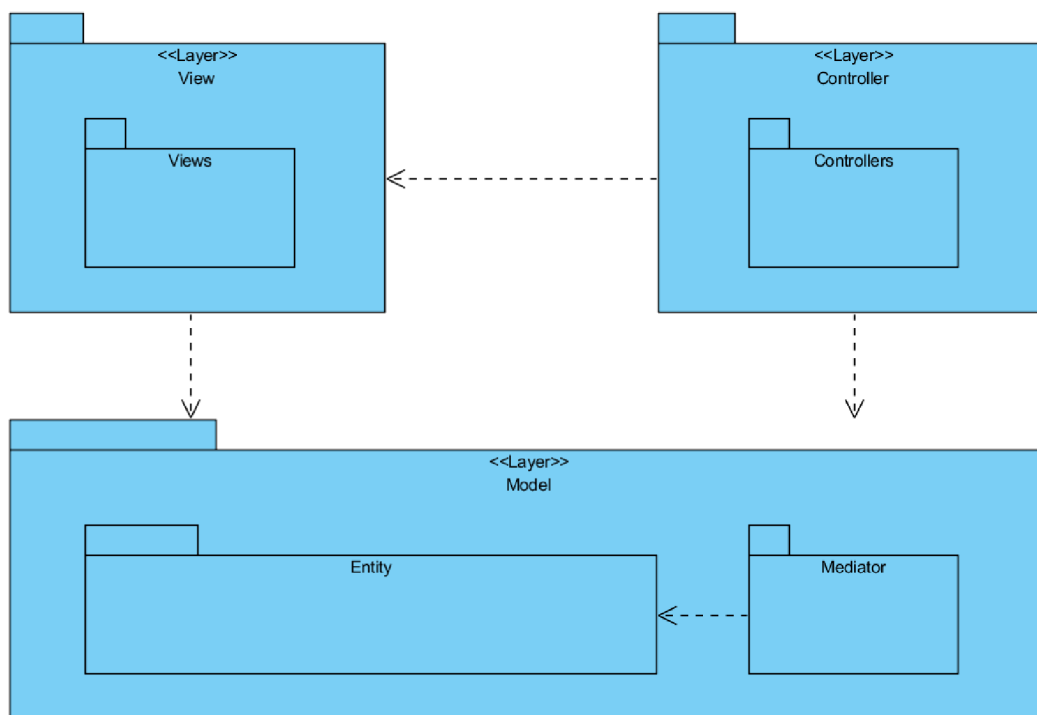 <<Layer>>
View
Views
<<Layer>>
Controller
Controllers
<<Layer>>
Model
Entity
Mediator